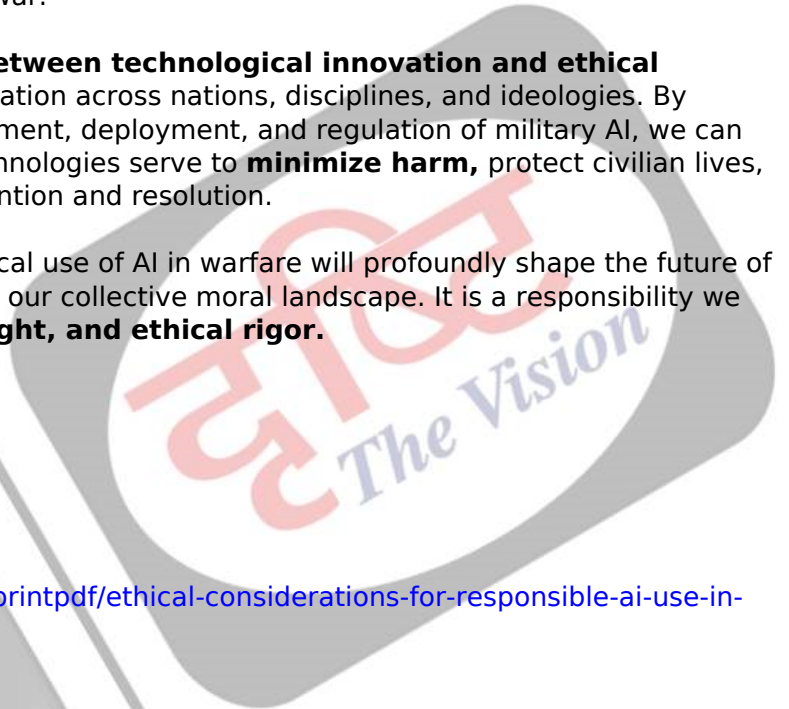 war.
etween technological innovation and ethical
ation across nations, disciplines, and ideologies. By
ment, deployment, and regulation of military AI, we can
hnologies serve to minimize harm, protect civilian lives,
ntion and resolution.
cal use of AI in warfare will profoundly shape the future of
our collective moral landscape. It is a responsibility we
ght, and ethical rigor.
दृष्टि
The Vision
printpdf/ethical-considerations-for-responsible-ai-use-in-